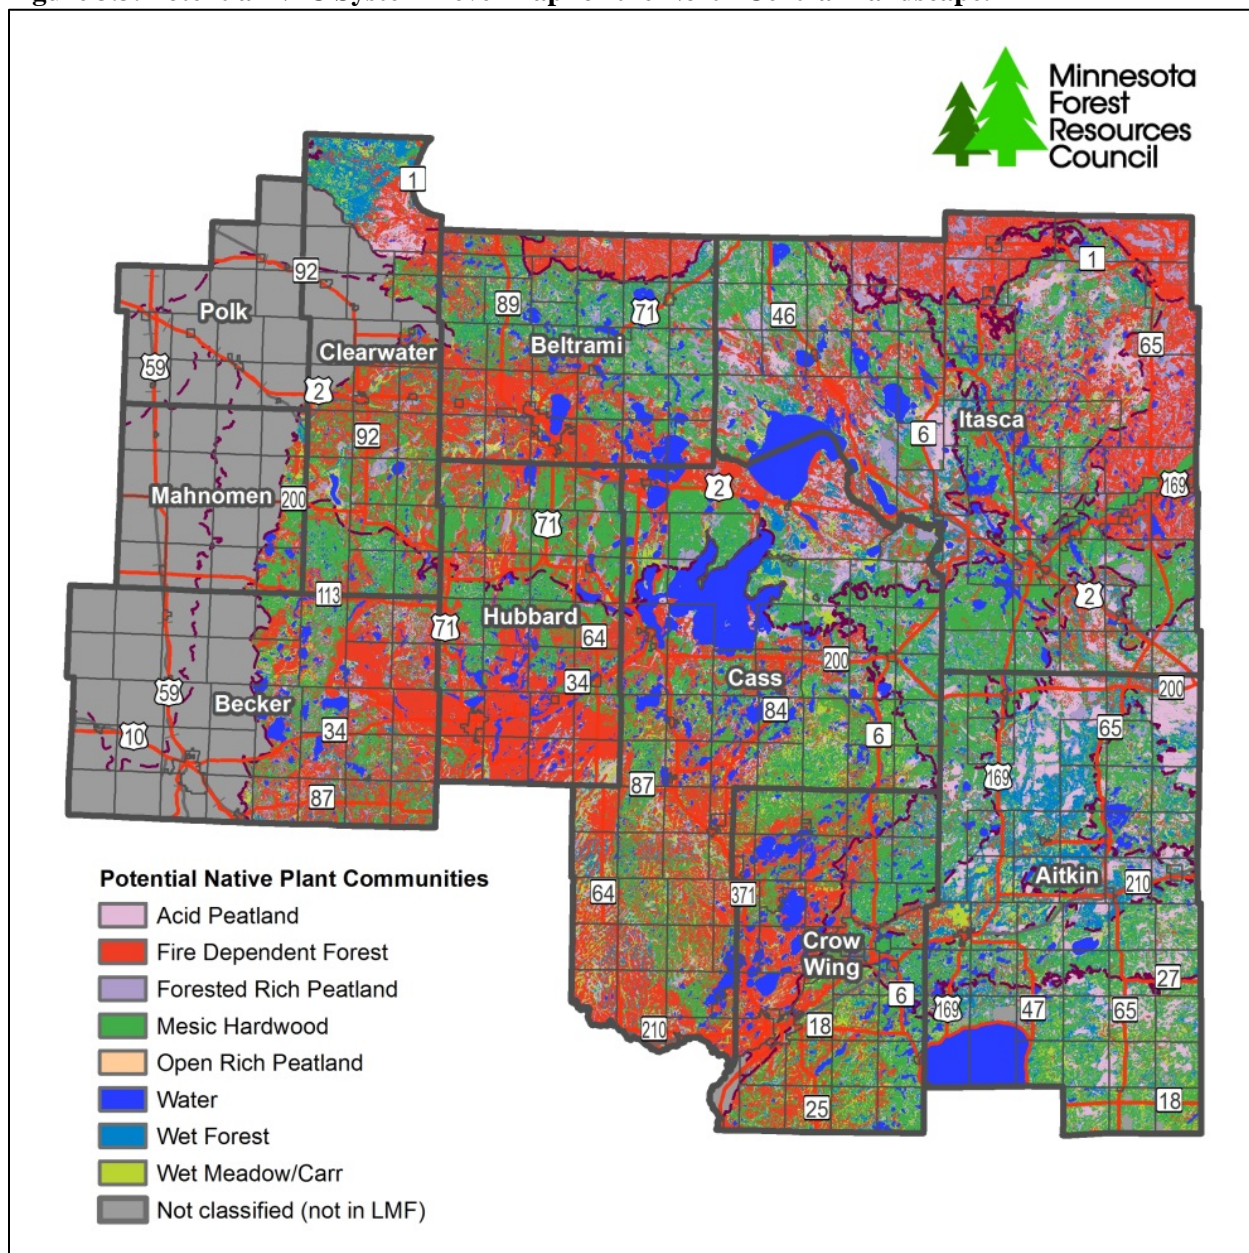 Minnesota
Forest
Resources
Council
1
92
Polk
89
71
46
1
Clearwater
Beltrami
65
59
2
Itasca
92
6
Mahnomen
200
2
169
71
113
Hubbard
2
71
64
200
59
Becker
34
Cass
200
10
34
84
6
65
169
87
87
64
371
Aitkin
210
Crow
Wing
27
6
169
47
65
210
18
25
18
Potential Native Plant Communities
Acid Peatland
Fire Dependent Forest
Forested Rich Peatland
Mesic Hardwood
Open Rich Peatland
Water
Wet Forest
Wet Meadow/Carr
Not classified (not in LMF)